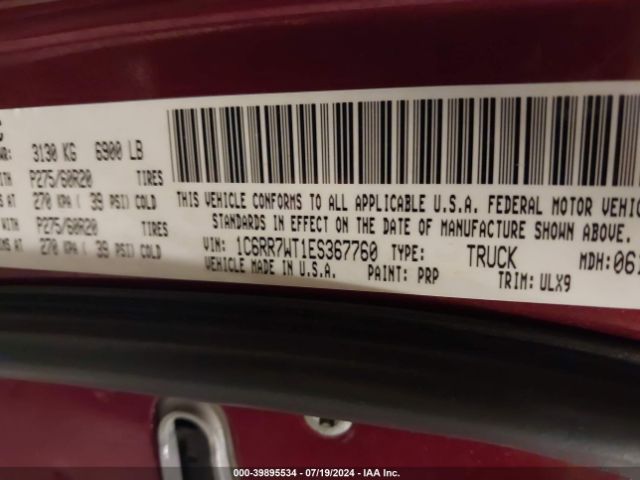 3130 KG 6900 LB
P275/60R20 TIRES
270 KPA ( 39 PSI) COLD
P275/60R20 TIRES
270 KPA ( 39 PSI) COLD
THIS VEHICLE CONFORMS TO ALL APPLICABLE U.S.A. FEDERAL MOTOR
STANDARDS IN EFFECT ON THE DATE OF MANUFACTURE SHOWN ABOVE.
VIN: 1C6RR7WT1ES367760 TYPE: TRUCK MDH:
VEHICLE MADE IN U.S.A. PAINT: PRP TRIM: ULX9
000-39895534 / 07/19/2024 / IAA Inc.